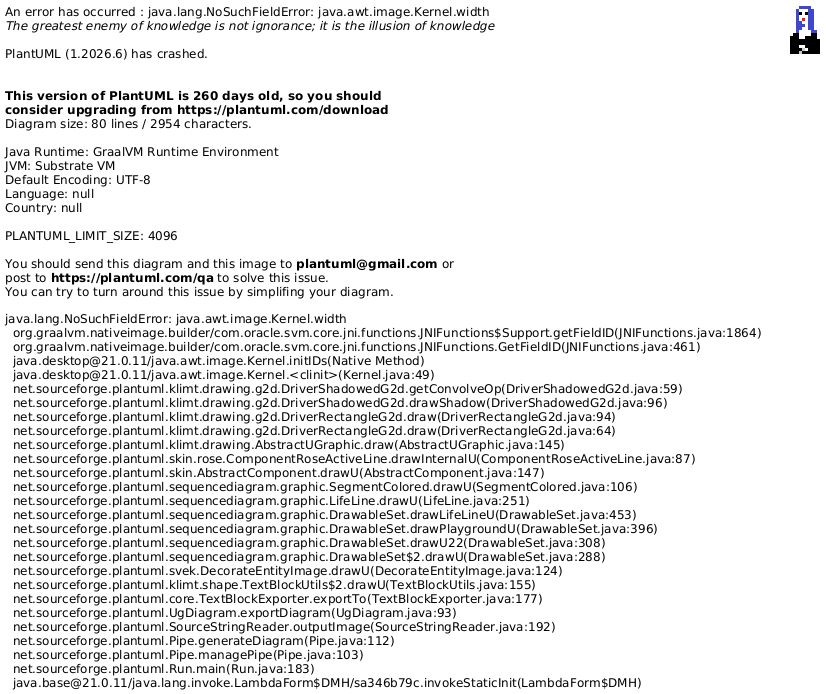 An error has occurred : java.lang.NoSuchFieldError: java.awt.image.Kernel.width
The greatest enemy of knowledge is not ignorance; it is the illusion of knowledge
PlantUML (1.2026.6) has crashed.
This version of PlantUML is 260 days old, so you should
consider upgrading from https://plantuml.com/download
Diagram size: 80 lines / 2954 characters.
Java Runtime: GraalVM Runtime Environment
JVM: Substrate VM
Default Encoding: UTF-8
Language: null
Country: null
PLANTUML_LIMIT_SIZE: 4096
You should send this diagram and this image to plantuml@gmail.com or
post to https://plantuml.com/qa to solve this issue.
You can try to turn around this issue by simplifing your diagram.
java.lang.NoSuchFieldError: java.awt.image.Kernel.width
org.graalvm.nativeimage.builder/com.oracle.svm.core.jni.functions.JNIFunctions$Support.getFieldID(JNIFunctions.java:1864)
org.graalvm.nativeimage.builder/com.oracle.svm.core.jni.functions.JNIFunctions.GetFieldID(JNIFunctions.java:461)
java.desktop@21.0.11/java.awt.image.Kernel.initIDs(Native Method)
java.desktop@21.0.11/java.awt.image.Kernel.<clinit>(Kernel.java:49)
net.sourceforge.plantuml.klimt.drawing.g2d.DriverShadowedG2d.getConvolveOp(DriverShadowedG2d.java:59)
net.sourceforge.plantuml.klimt.drawing.g2d.DriverShadowedG2d.drawShadow(DriverShadowedG2d.java:96)
net.sourceforge.plantuml.klimt.drawing.g2d.DriverRectangleG2d.draw(DriverRectangleG2d.java:94)
net.sourceforge.plantuml.klimt.drawing.g2d.DriverRectangleG2d.draw(DriverRectangleG2d.java:64)
net.sourceforge.plantuml.klimt.drawing.AbstractUGraphic.draw(AbstractUGraphic.java:145)
net.sourceforge.plantuml.skin.rose.ComponentRoseActiveLine.drawInternalU(ComponentRoseActiveLine.java:87)
net.sourceforge.plantuml.skin.AbstractComponent.drawU(AbstractComponent.java:147)
net.sourceforge.plantuml.sequencediagram.graphic.SegmentColored.drawU(SegmentColored.java:106)
net.sourceforge.plantuml.sequencediagram.graphic.LifeLine.drawU(LifeLine.java:251)
net.sourceforge.plantuml.sequencediagram.graphic.DrawableSet.drawLifeLineU(DrawableSet.java:453)
net.sourceforge.plantuml.sequencediagram.graphic.DrawableSet.drawPlaygroundU(DrawableSet.java:396)
net.sourceforge.plantuml.sequencediagram.graphic.DrawableSet.drawU22(DrawableSet.java:308)
net.sourceforge.plantuml.sequencediagram.graphic.DrawableSet$2.drawU(DrawableSet.java:288)
net.sourceforge.plantuml.svek.DecorateEntityImage.drawU(DecorateEntityImage.java:124)
net.sourceforge.plantuml.klimt.shape.TextBlockUtils$2.drawU(TextBlockUtils.java:155)
net.sourceforge.plantuml.core.TextBlockExporter.exportTo(TextBlockExporter.java:177)
net.sourceforge.plantuml.UgDiagram.exportDiagram(UgDiagram.java:93)
net.sourceforge.plantuml.SourceStringReader.outputImage(SourceStringReader.java:192)
net.sourceforge.plantuml.Pipe.generateDiagram(Pipe.java:112)
net.sourceforge.plantuml.Pipe.managePipe(Pipe.java:103)
net.sourceforge.plantuml.Run.main(Run.java:183)
java.base@21.0.11/java.lang.invoke.LambdaForm$DMH/sa346b79c.invokeStaticInit(LambdaForm$DMH)